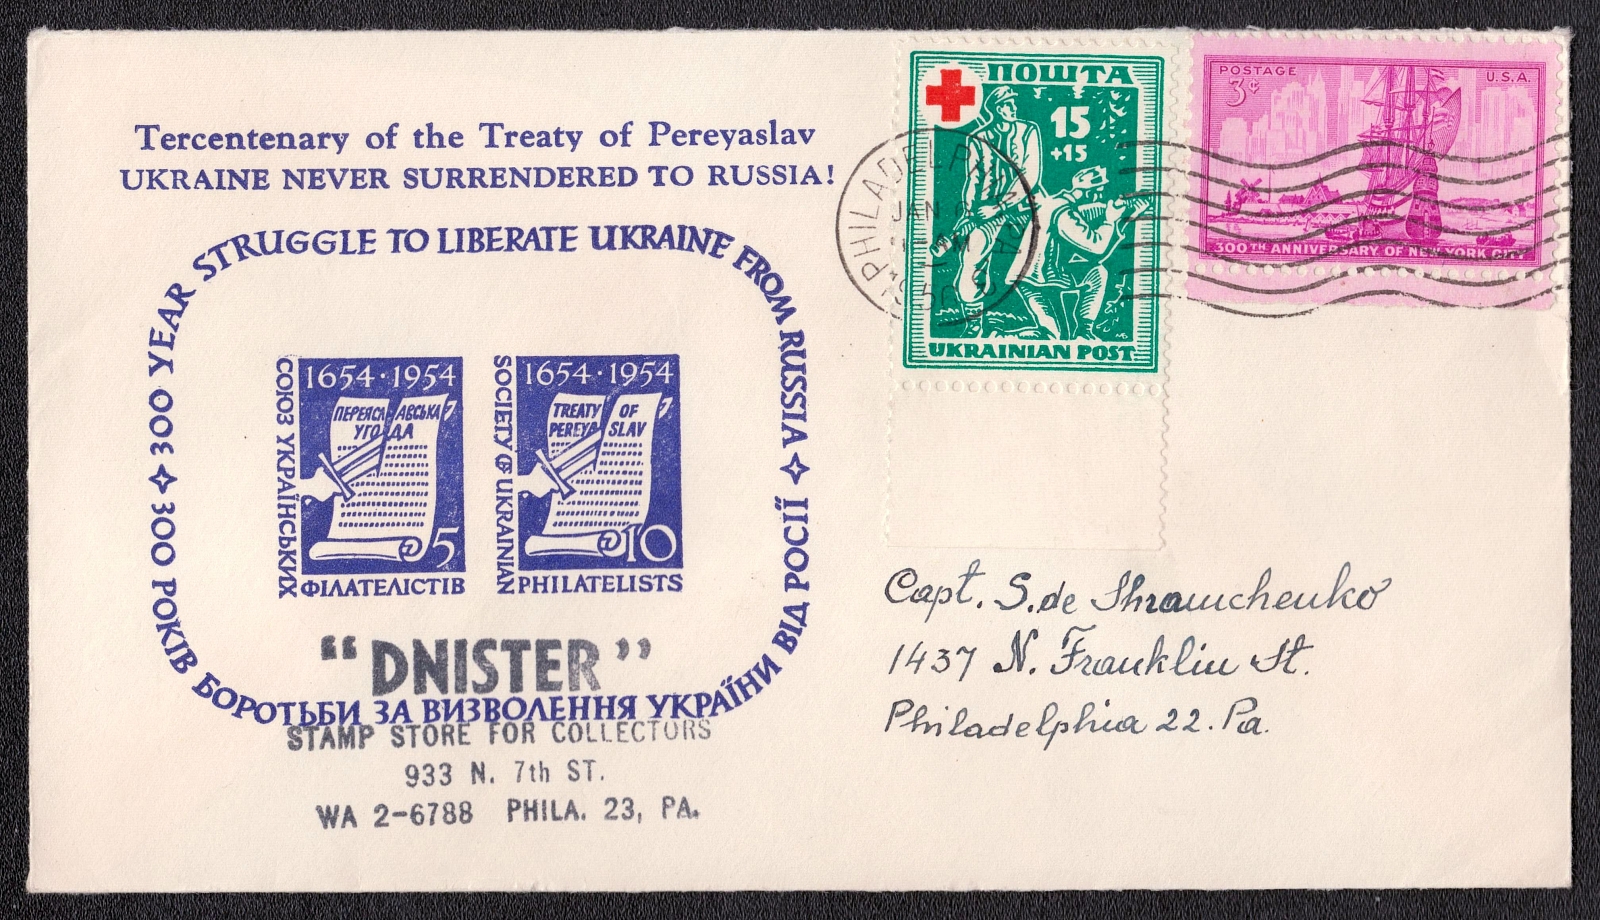 Tercentenary of the Treaty of Pereyaslav
UKRAINE NEVER SURRENDERED TO RUSSIA!
300 YEAR STRUGGLE TO LIBERATE UKRAINE FROM RUSSIA
300 РОКІВ БОРОТЬБИ ЗА ВИЗВОЛЕННЯ УКРАЇНИ ВІД РОСІЇ
1654·1954
ПЕРЕЯСЛАВСЬКА
УГОДА
5
СОЮЗ УКРАЇНСЬКИХ
ФІЛАТЕЛІСТІВ
1654·1954
TREATY OF
PEREYASLAV
10
SOCIETY OF UKRAINIAN
PHILATELISTS
"DNISTER"
STAMP STORE FOR COLLECTORS
933 N. 7th ST.
WA 2-6788 PHILA. 23, PA.
ПОШТА
15
+15
UKRAINIAN POST
POSTAGE U.S.A.
3¢
300TH ANNIVERSARY OF NEW YORK CITY
PHILADELPHIA
JAN
1956
Capt. S. de Shramchenko
1437 N. Franklin St.
Philadelphia 22. Pa.